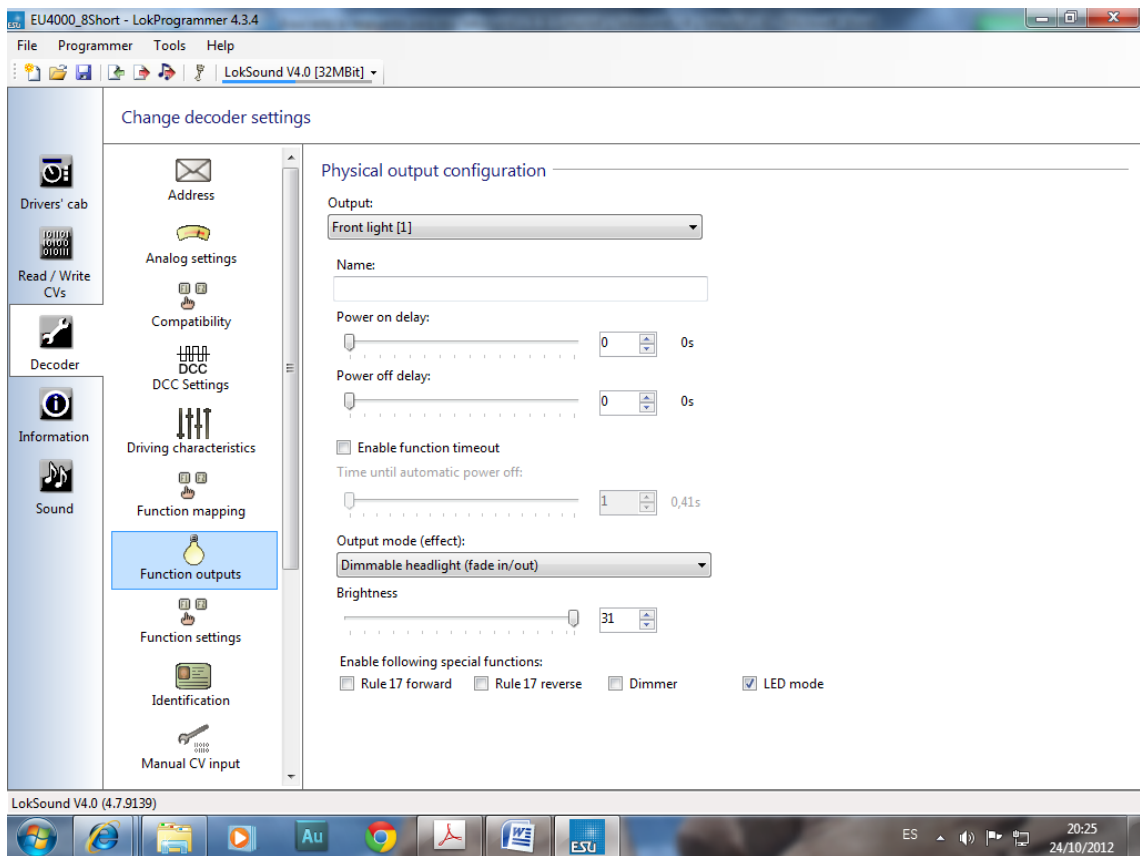 EU4000_8Short - LokProgrammer 4.3.4
File Programmer Tools Help
LokSound V4.0 [32MBit]
Change decoder settings
Drivers' cab
Read / Write
CVs
Decoder
Information
Sound
Address
Analog settings
Compatibility
DCC
DCC Settings
Driving characteristics
Function mapping
Function outputs
Function settings
Identification
Manual CV input
Physical output configuration
Output:
Front light [1]
Name:
Power on delay:
0 0s
Power off delay:
0 0s
Enable function timeout
Time until automatic power off:
1 0,41s
Output mode (effect):
Dimmable headlight (fade in/out)
Brightness
31
Enable following special functions:
Rule 17 forward Rule 17 reverse Dimmer LED mode
LokSound V4.0 (4.7.9139)
Au
W
ESU
ES
20:25
24/10/2012